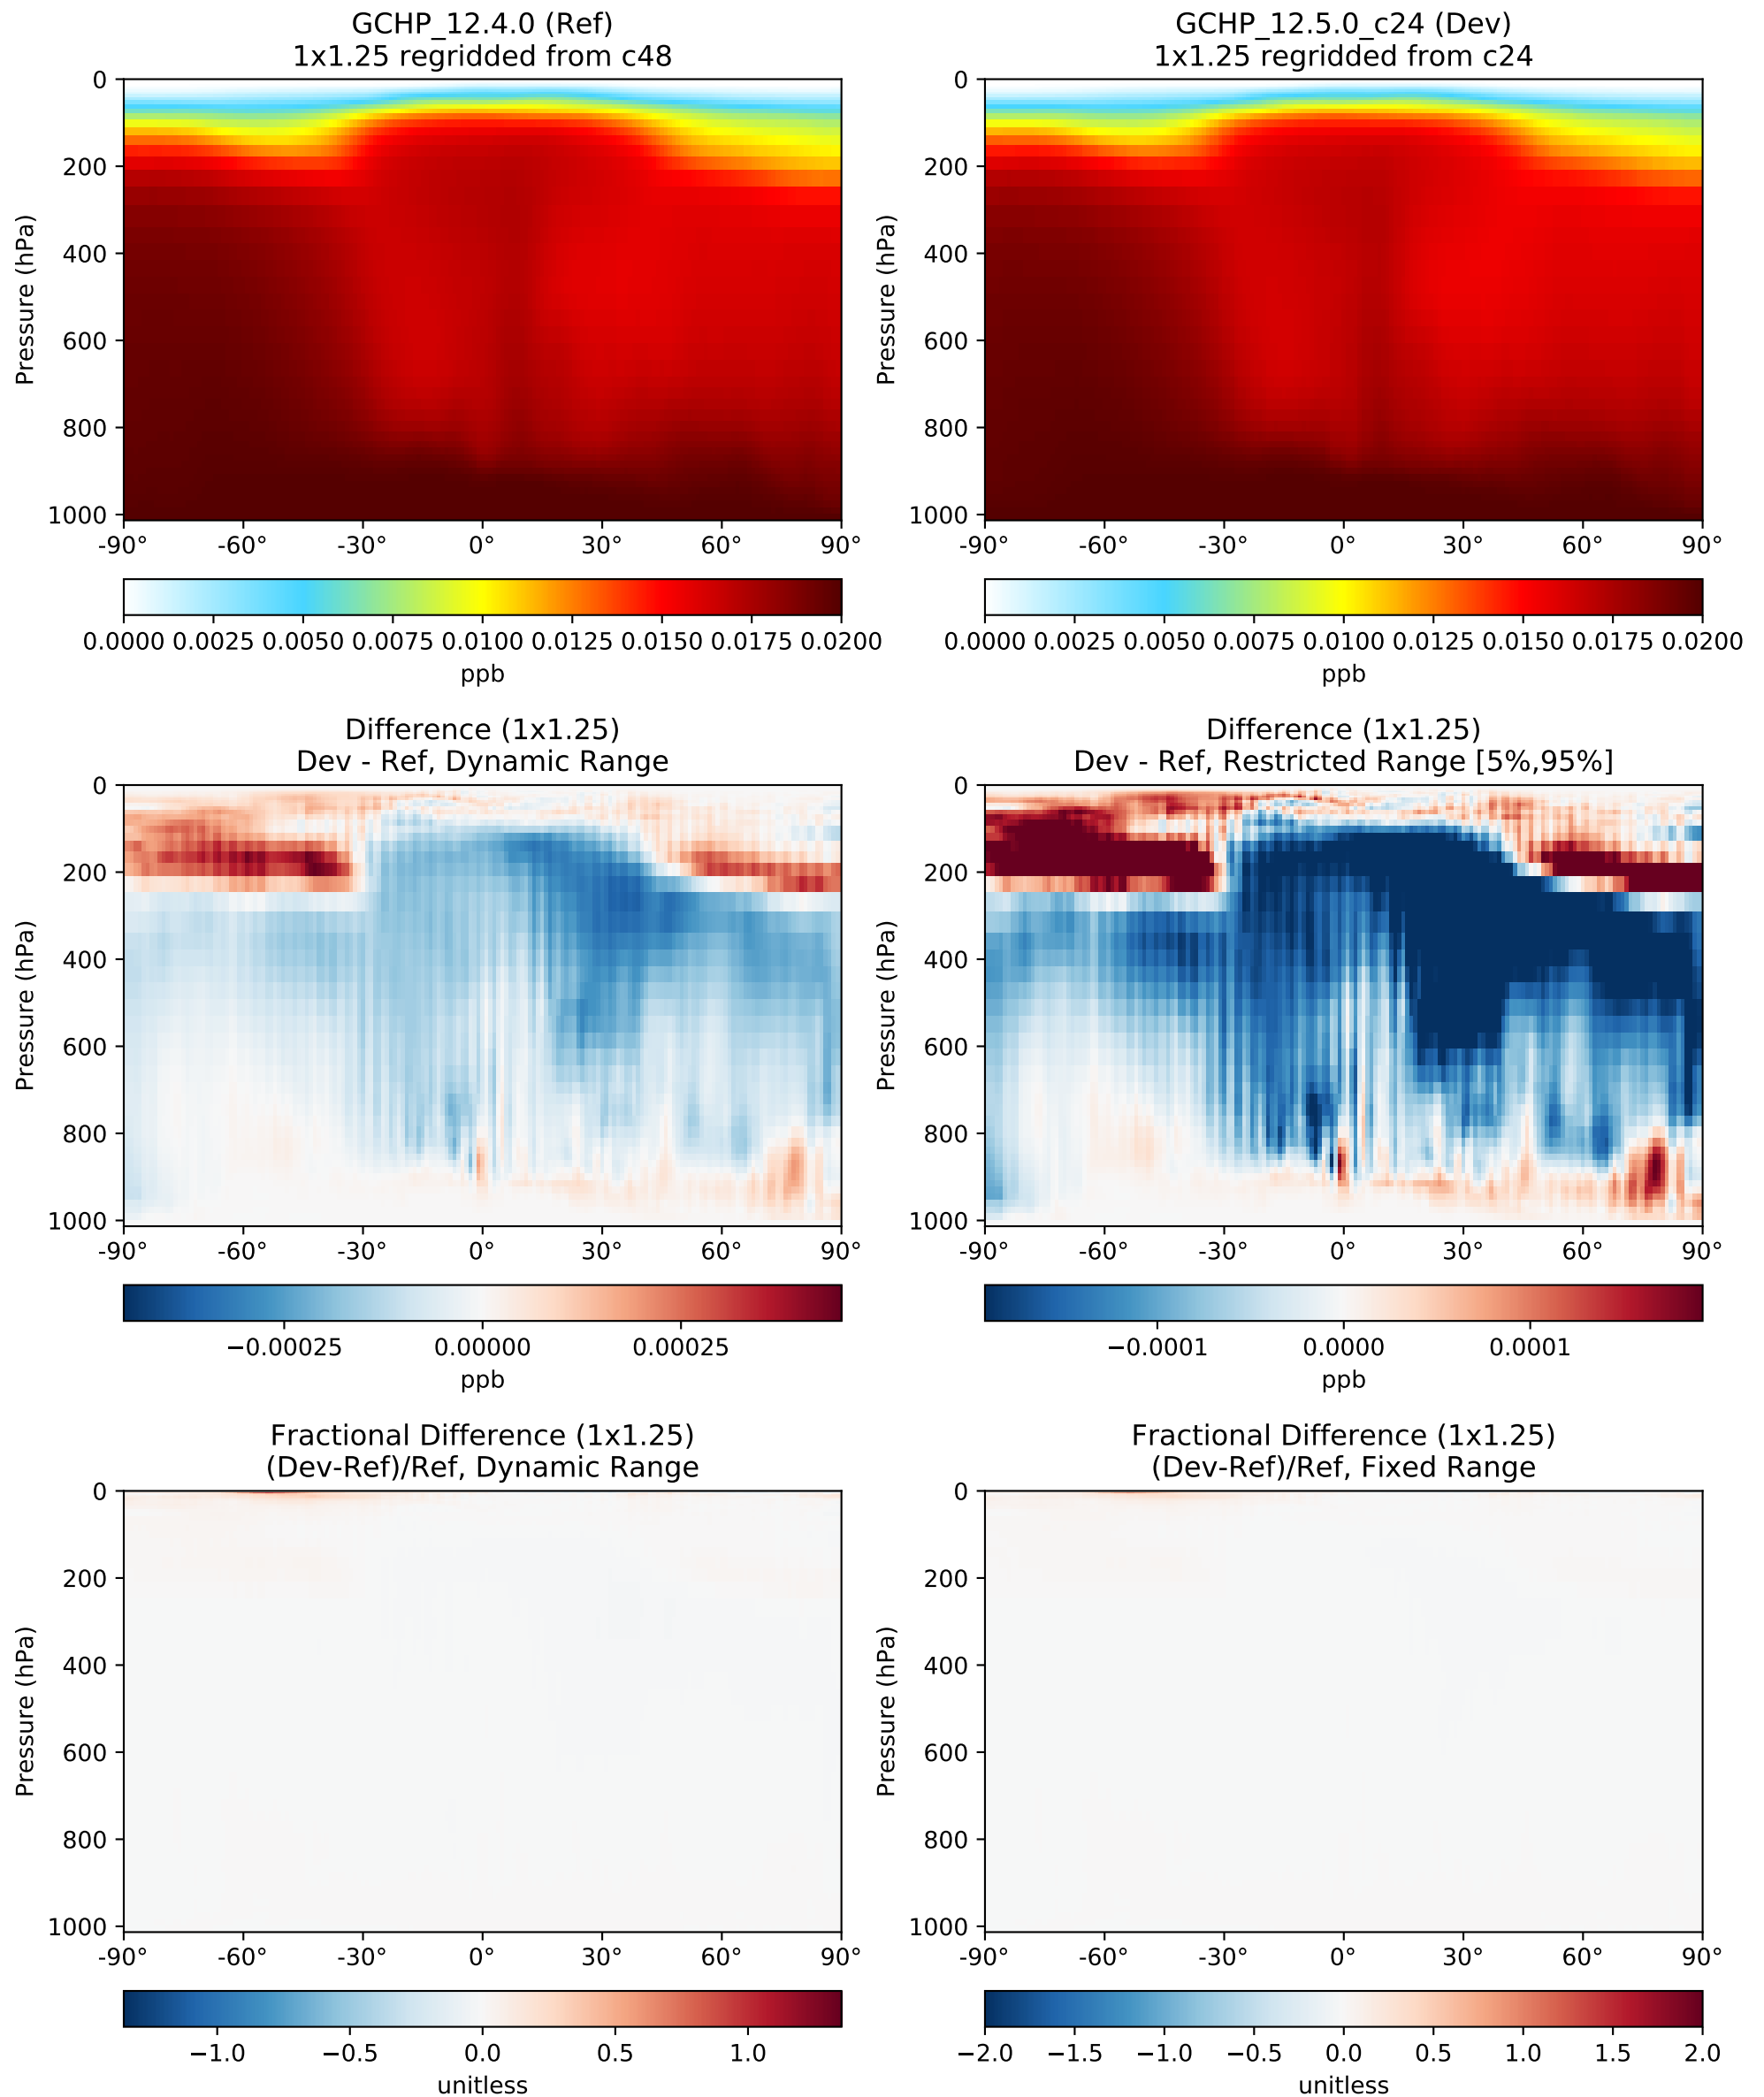 GCHP_12.4.0 (Ref)
1x1.25 regridded from c48
0
200
400
600
800
1000
Pressure (hPa)
-90° -60° -30° 0° 30° 60° 90°
0.0000 0.0025 0.0050 0.0075 0.0100 0.0125 0.0150 0.0175 0.0200
ppb
GCHP_12.5.0_c24 (Dev)
1x1.25 regridded from c24
0
200
400
600
800
1000
Pressure (hPa)
-90° -60° -30° 0° 30° 60° 90°
0.0000 0.0025 0.0050 0.0075 0.0100 0.0125 0.0150 0.0175 0.0200
ppb
Difference (1x1.25)
Dev - Ref, Dynamic Range
0
200
400
600
800
1000
Pressure (hPa)
-90° -60° -30° 0° 30° 60° 90°
−0.00025 0.00000 0.00025
ppb
Difference (1x1.25)
Dev - Ref, Restricted Range [5%,95%]
0
200
400
600
800
1000
Pressure (hPa)
-90° -60° -30° 0° 30° 60° 90°
−0.0001 0.0000 0.0001
ppb
Fractional Difference (1x1.25)
(Dev-Ref)/Ref, Dynamic Range
0
200
400
600
800
1000
Pressure (hPa)
-90° -60° -30° 0° 30° 60° 90°
−1.0 −0.5 0.0 0.5 1.0
unitless
Fractional Difference (1x1.25)
(Dev-Ref)/Ref, Fixed Range
0
200
400
600
800
1000
Pressure (hPa)
-90° -60° -30° 0° 30° 60° 90°
−2.0 −1.5 −1.0 −0.5 0.0 0.5 1.0 1.5 2.0
unitless